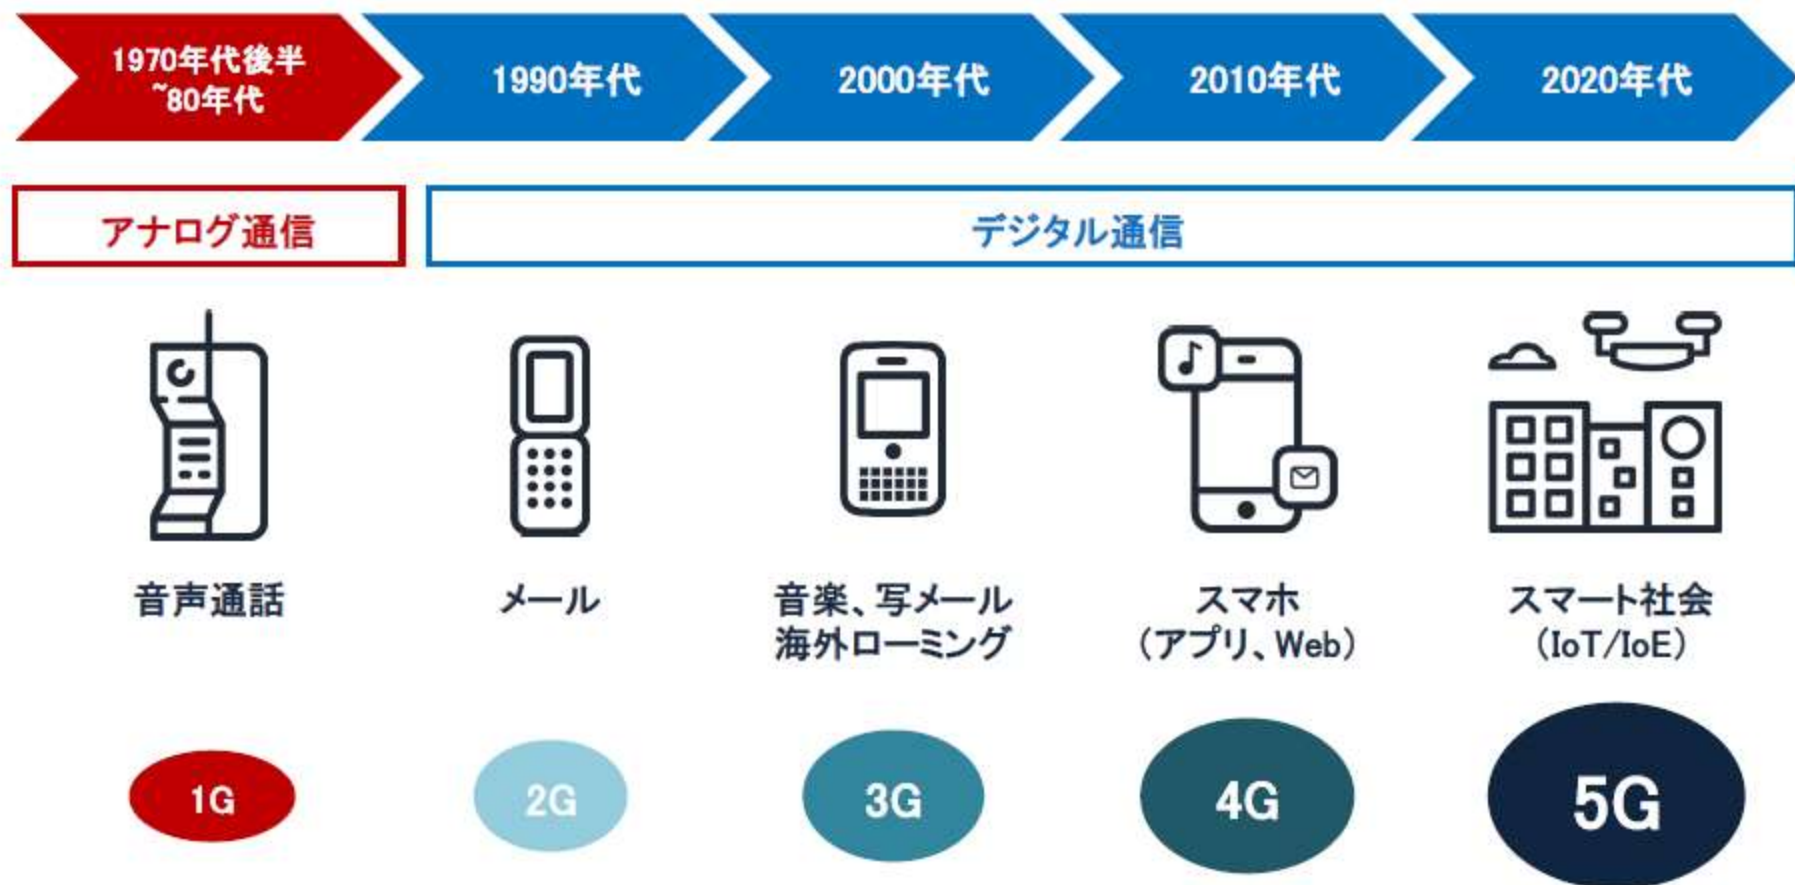 1970年代後半
~80年代
1990年代
2000年代
2010年代
2020年代
アナログ通信
デジタル通信
音声通話
メール
音楽、写メール
海外ローミング
スマホ
(アプリ、Web)
スマート社会
(IoT/IoE)
1G
2G
3G
4G
5G